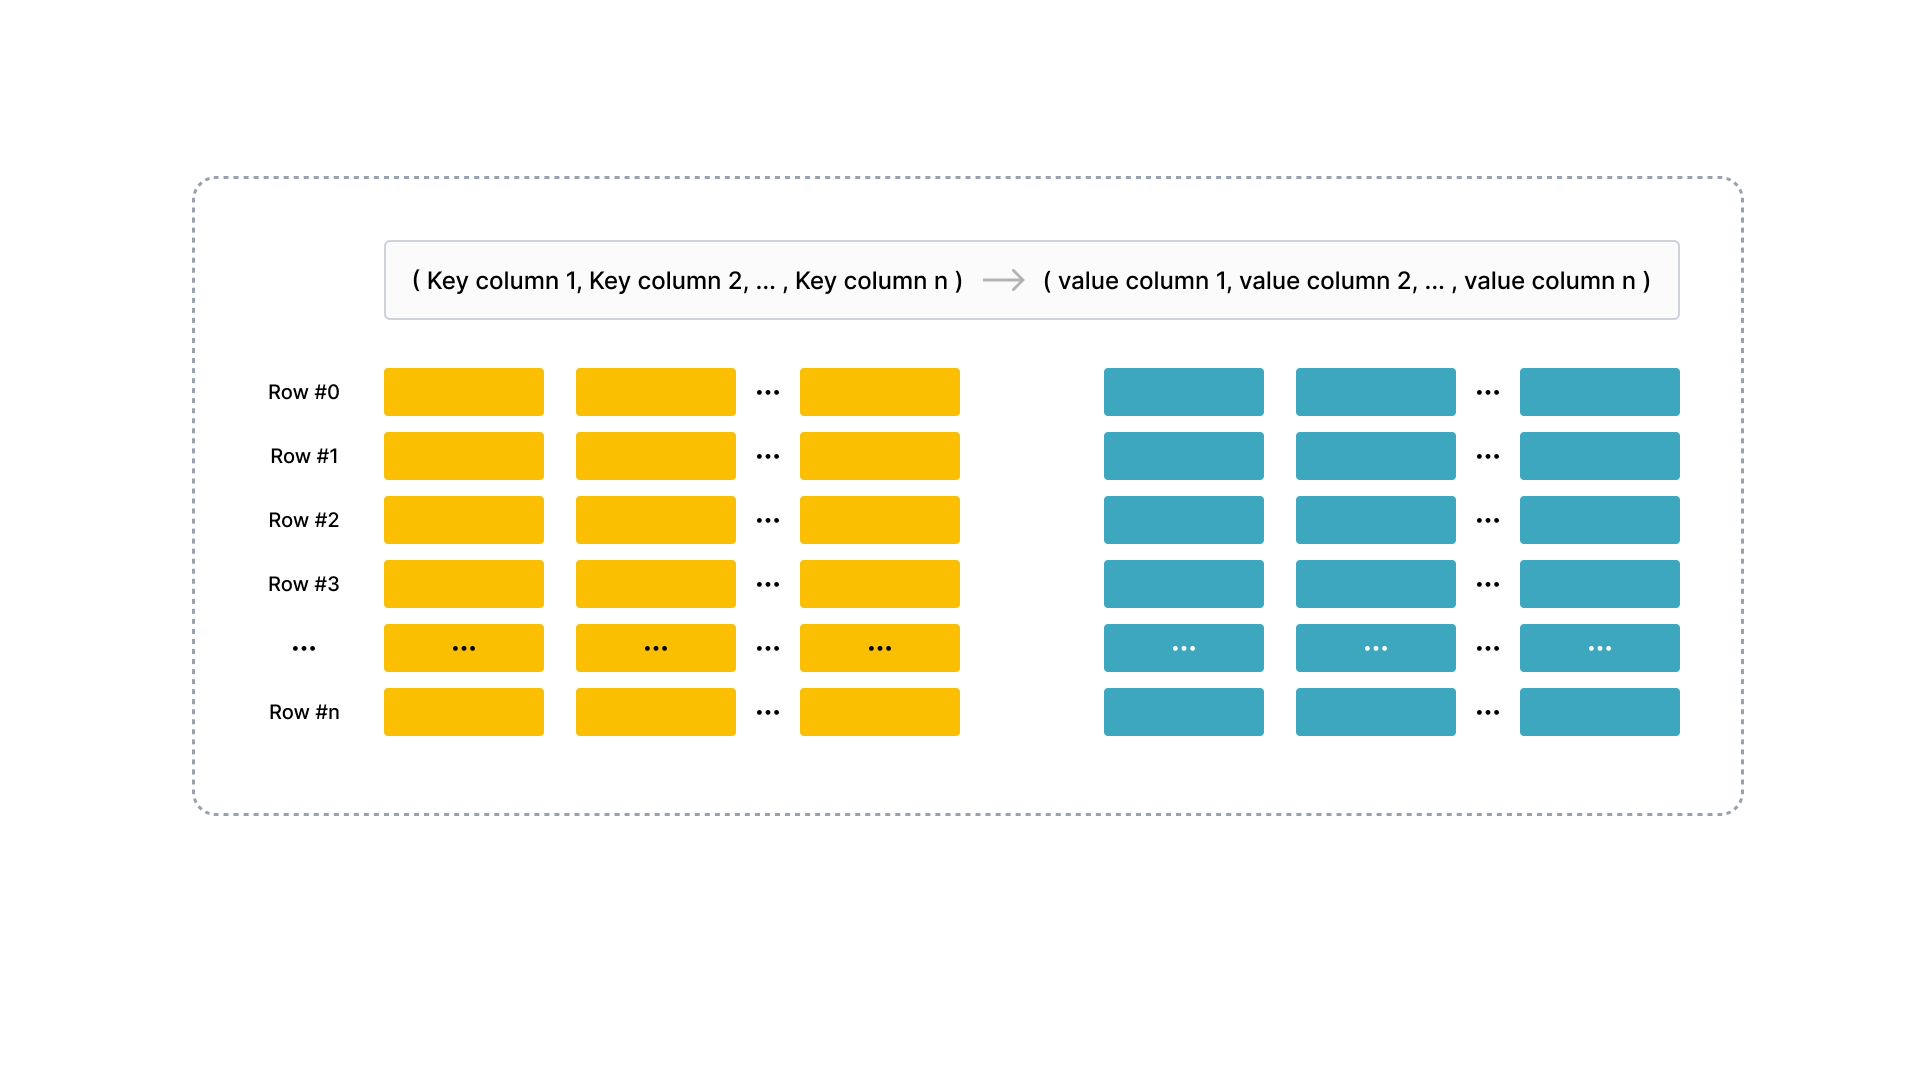 ( Key column 1, Key column 2, ... , Key column n ) → ( value column 1, value column 2, ... , value column n )
Row #0 ... ...
Row #1 ... ...
Row #2 ... ...
Row #3 ... ...
... ... ... ... ... ... ... ... ...
Row #n ... ...